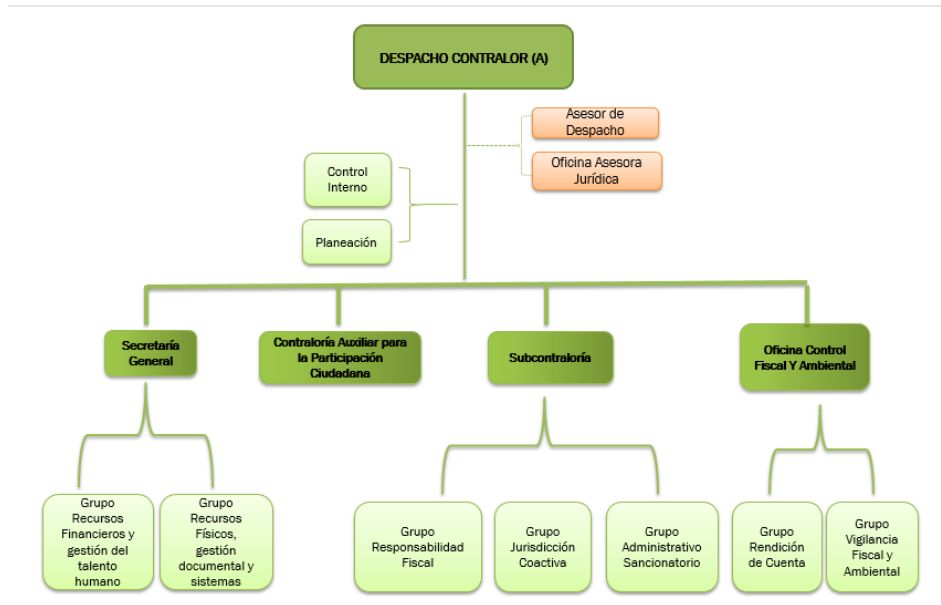 DESPACHO CONTRALOR (A)
Asesor de
Despacho
Oficina Asesora
Jurídica
Control
Interno
Planeación
Secretaría
General
Contraloría Auxiliar para
la Participación
Ciudadana
Subcontraloría
Oficina Control
Fiscal Y Ambiental
Grupo
Recursos
Financieros y
gestión del
talento
humano
Grupo
Recursos
Físicos,
gestión
documental y
sistemas
Grupo
Responsabilidad
Fiscal
Grupo
Jurisdicción
Coactiva
Grupo
Administrativo
Sancionatorio
Grupo
Rendición
de Cuenta
Grupo
Vigilancia
Fiscal y
Ambiental